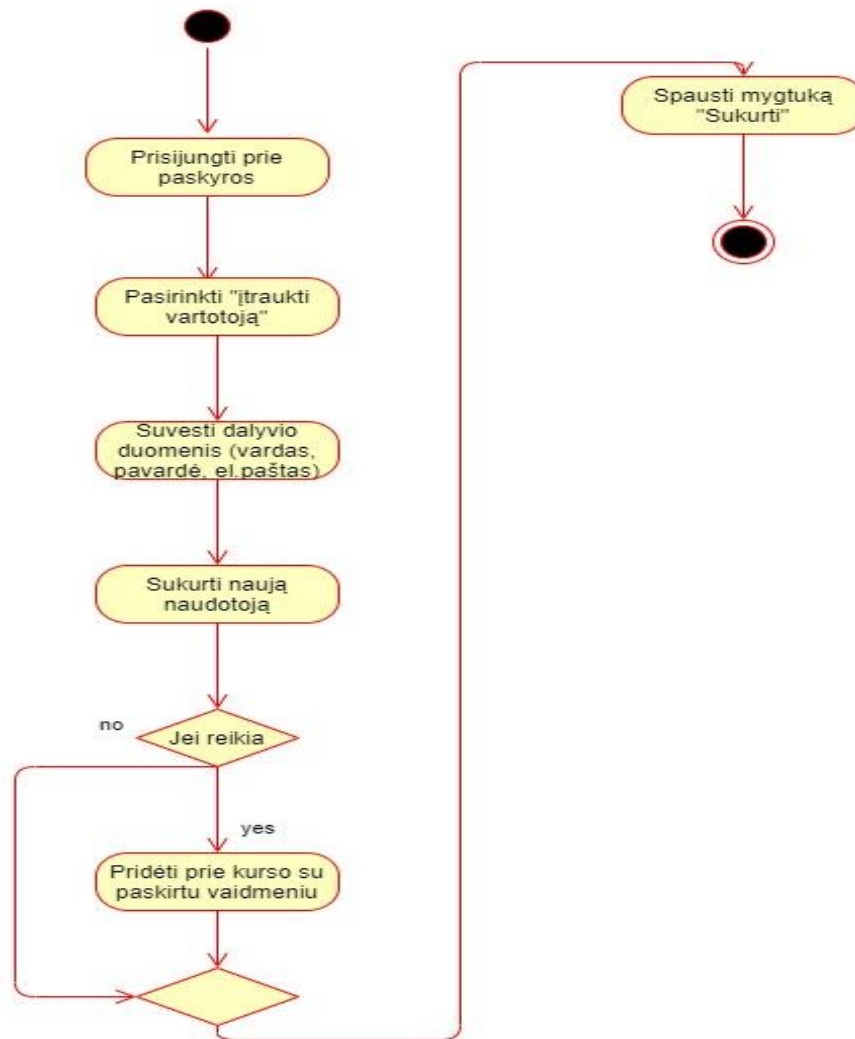 Prisijungti prie
paskyros
Pasirinkti "įtraukti
vartotoją"
Suvesti dalyvio
duomenis (vardas,
pavardė, el.paštas)
Sukurti naują
naudotoją
no
Jei reikia
yes
Pridėti prie kurso su
paskirtu vaidmeniu
Spausti mygtuką
"Sukurti"